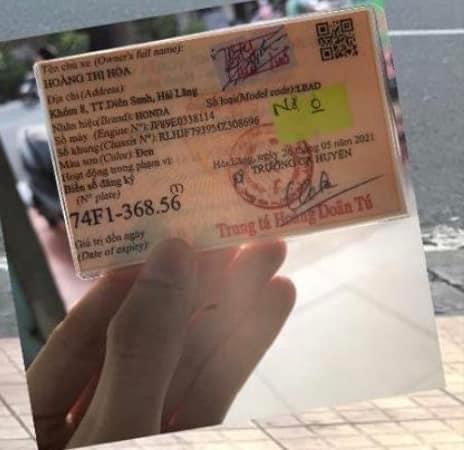 Tên chủ xe (Owner's full name):
HOÀNG THỊ HÒA
Địa chỉ (Address):
Khóm 8, TT.Diên Sanh, Hải Lăng
Nhãn hiệu (Brand): HONDA Số loại (Model code): LEAD
Số máy (Engine N°): JF89E0338114
Số khung (Chassis N°): RLHJF7939MZ308696
Màu sơn (Color): Đen
Hoạt động trong phạm vi:
Hải Lăng, ngày 26 tháng 05 năm 2021
Biển số đăng ký
(N° plate)
TRƯỞNG CA HUYỆN
74F1-368.56
Trung tá Hoàng Doãn Tú
Giá trị đến ngày
(Date of expiry)